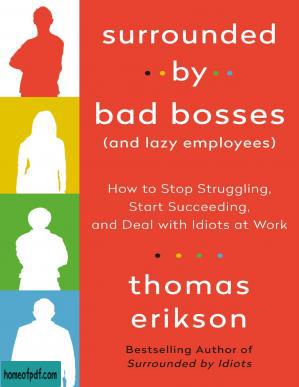 surrounded
by
bad bosses
(and lazy employees)
How to Stop Struggling,
Start Succeeding,
and Deal with Idiots at Work
thomas
erikson
Bestselling Author of
Surrounded by Idiots
homeofpdf.com